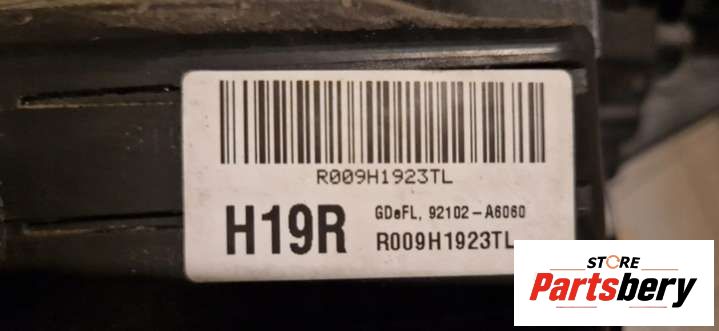 R009H1923TL
H19R
GDeFL, 92102-A6060
R009H1923TL
STORE
Partsbery